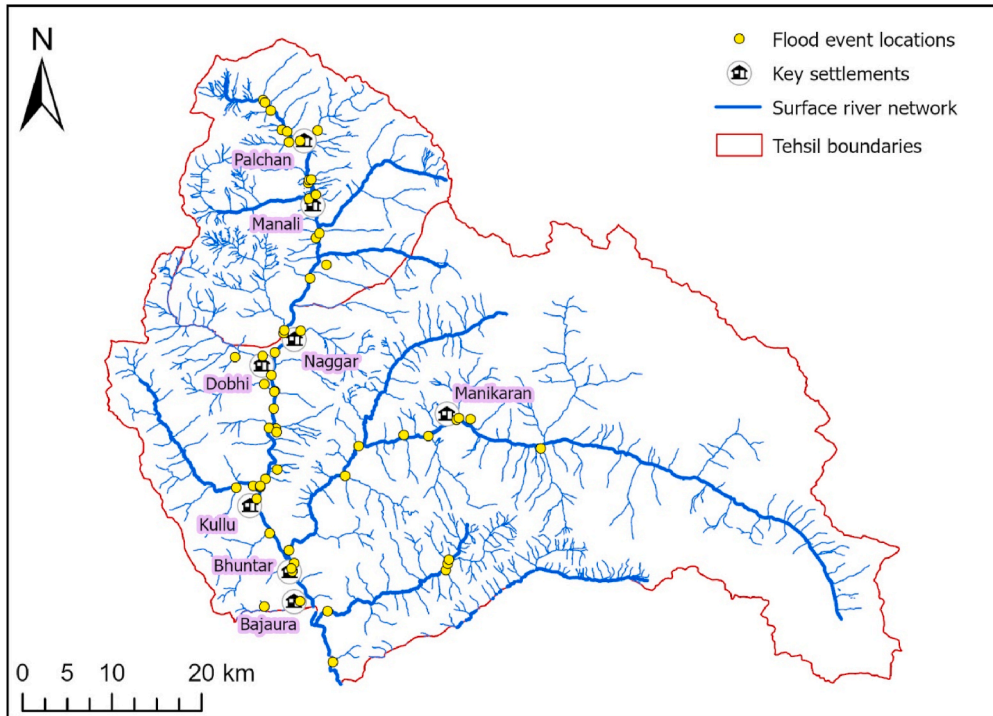 N
Flood event locations
Key settlements
Surface river network
Tehsil boundaries
Palchan
Manali
Naggar
Dobhi
Manikaran
Kullu
Bhuntar
Bajaura
0 5 10 20 km